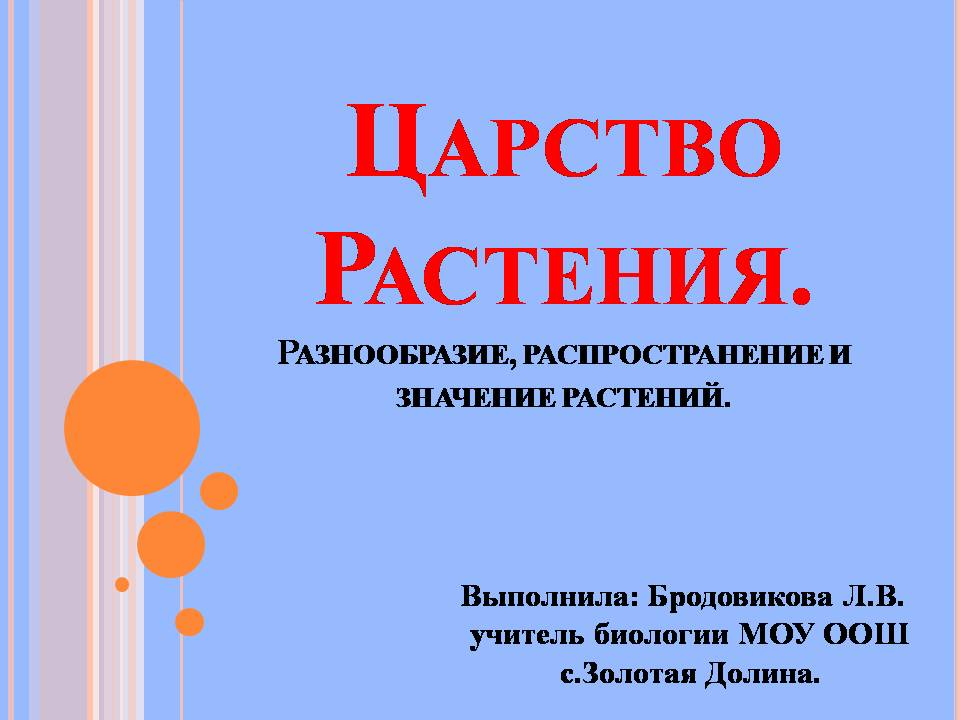 Царство
Растения.
Разнообразие, распространение и
значение растений.
Выполнила: Бродовикова Л.В.
учитель биологии МОУ ООШ
с.Золотая Долина.